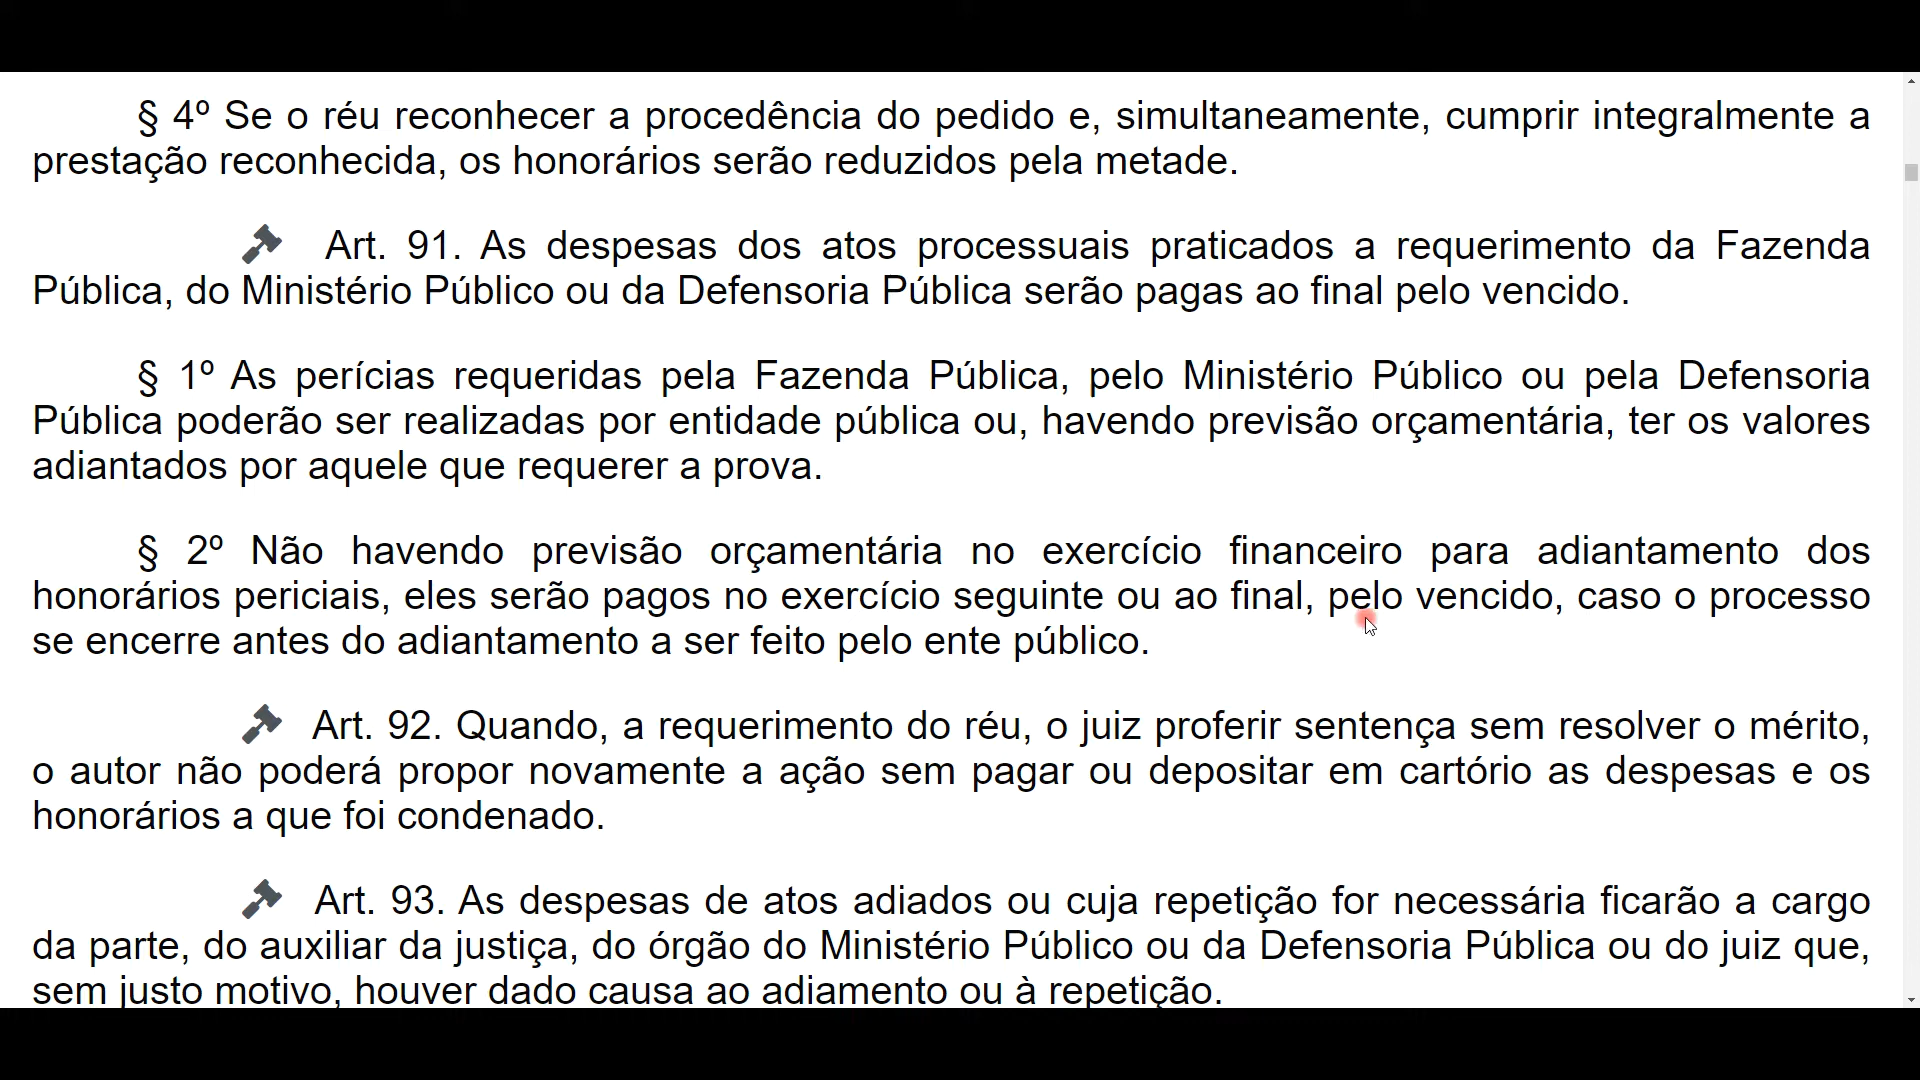 § 4º Se o réu reconhecer a procedência do pedido e, simultaneamente, cumprir integralmente a
prestação reconhecida, os honorários serão reduzidos pela metade.
Art. 91. As despesas dos atos processuais praticados a requerimento da Fazenda
Pública, do Ministério Público ou da Defensoria Pública serão pagas ao final pelo vencido.
§ 1º As perícias requeridas pela Fazenda Pública, pelo Ministério Público ou pela Defensoria
Pública poderão ser realizadas por entidade pública ou, havendo previsão orçamentária, ter os valores
adiantados por aquele que requerer a prova.
§ 2º Não havendo previsão orçamentária no exercício financeiro para adiantamento dos
honorários periciais, eles serão pagos no exercício seguinte ou ao final, pelo vencido, caso o processo
se encerre antes do adiantamento a ser feito pelo ente público.
Art. 92. Quando, a requerimento do réu, o juiz proferir sentença sem resolver o mérito,
o autor não poderá propor novamente a ação sem pagar ou depositar em cartório as despesas e os
honorários a que foi condenado.
Art. 93. As despesas de atos adiados ou cuja repetição for necessária ficarão a cargo
da parte, do auxiliar da justiça, do órgão do Ministério Público ou da Defensoria Pública ou do juiz que,
sem justo motivo, houver dado causa ao adiamento ou à repetição.